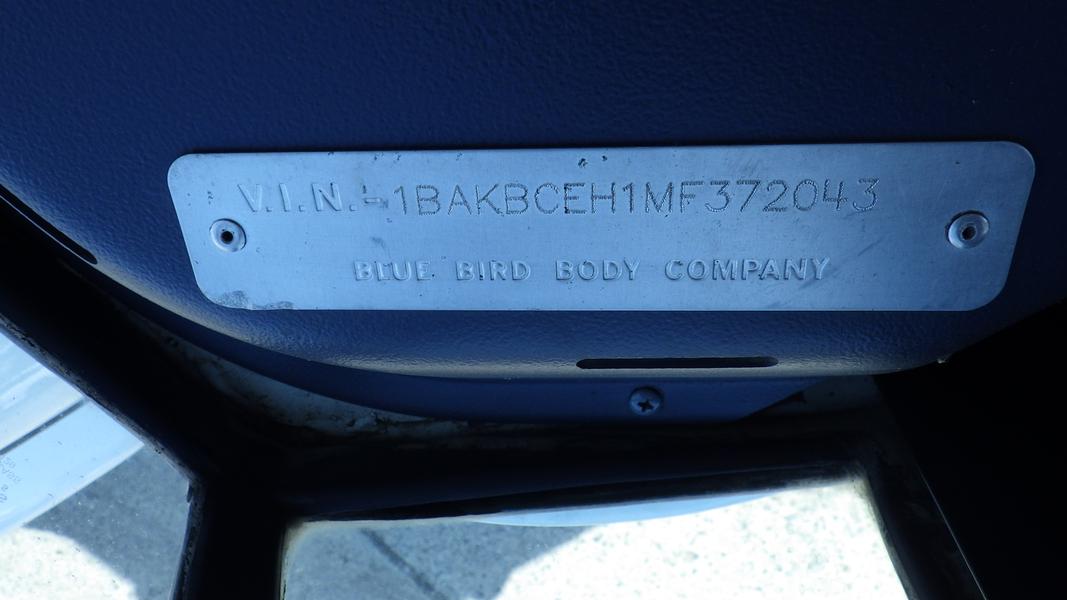 V.I.N.-1BAKBCEH1MF372043
BLUE BIRD BODY COMPANY